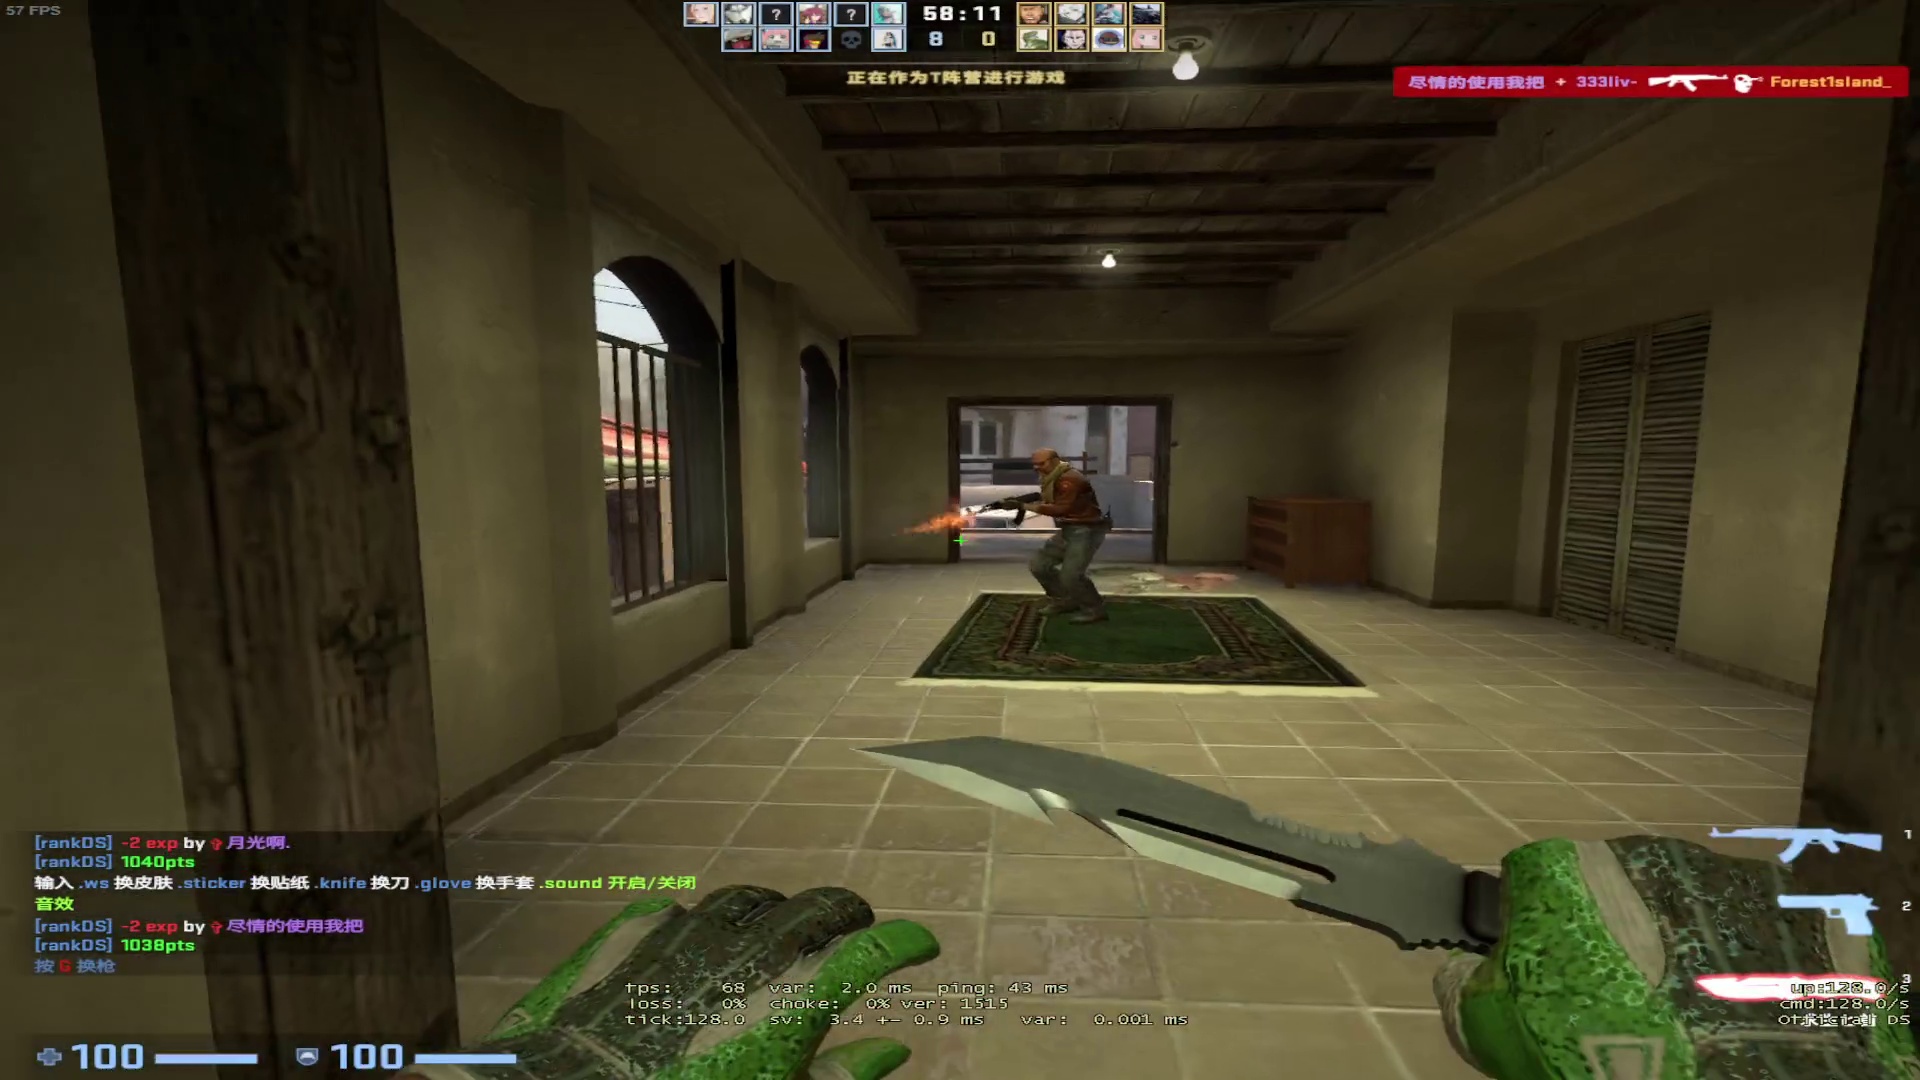 57 FPS
? ? 58:11
8 0
正在作为T阵营进行游戏
尽情的使用我把 + 333liv- Forest1sland_
[rankDS] -2 exp by 月光啊.
[rankDS] 1040pts
输入 .ws 换皮肤 .sticker 换贴纸 .knife 换刀 .glove 换手套 .sound 开启/关闭
音效
[rankDS] -2 exp by 尽情的使用我把
[rankDS] 1038pts
按 G 换枪
1
2
3
fps: 68 var: 2.0 ms ping: 43 ms
loss: 0% choke: 0% ver: 1515
tick:128.0 sv: 3.4 +- 0.9 ms var: 0.001 ms
up:128.0/s
cmd:128.0/s
DS
100 100